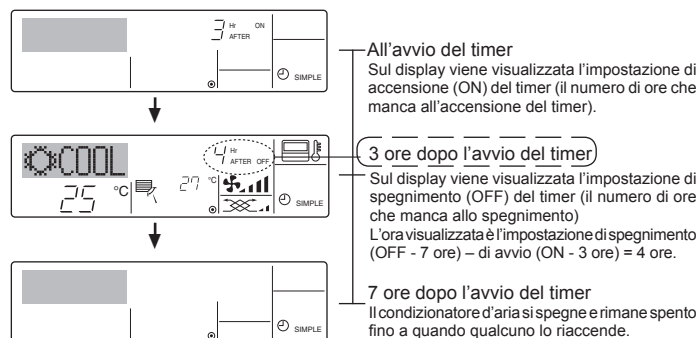 3 Hr ON
AFTER
SIMPLE
All'avvio del timer
Sul display viene visualizzata l'impostazione di
accensione (ON) del timer (il numero di ore che
manca all'accensione del timer).
COOL
4 Hr
AFTER OFF
25 °C
27 °C
SIMPLE
3 ore dopo l'avvio del timer
Sul display viene visualizzata l'impostazione di
spegnimento (OFF) del timer (il numero di ore
che manca allo spegnimento)
L'ora visualizzata è l'impostazione di spegnimento
(OFF - 7 ore) – di avvio (ON - 3 ore) = 4 ore.
SIMPLE
7 ore dopo l'avvio del timer
Il condizionatore d'aria si spegne e rimane spento
fino a quando qualcuno lo riaccende.